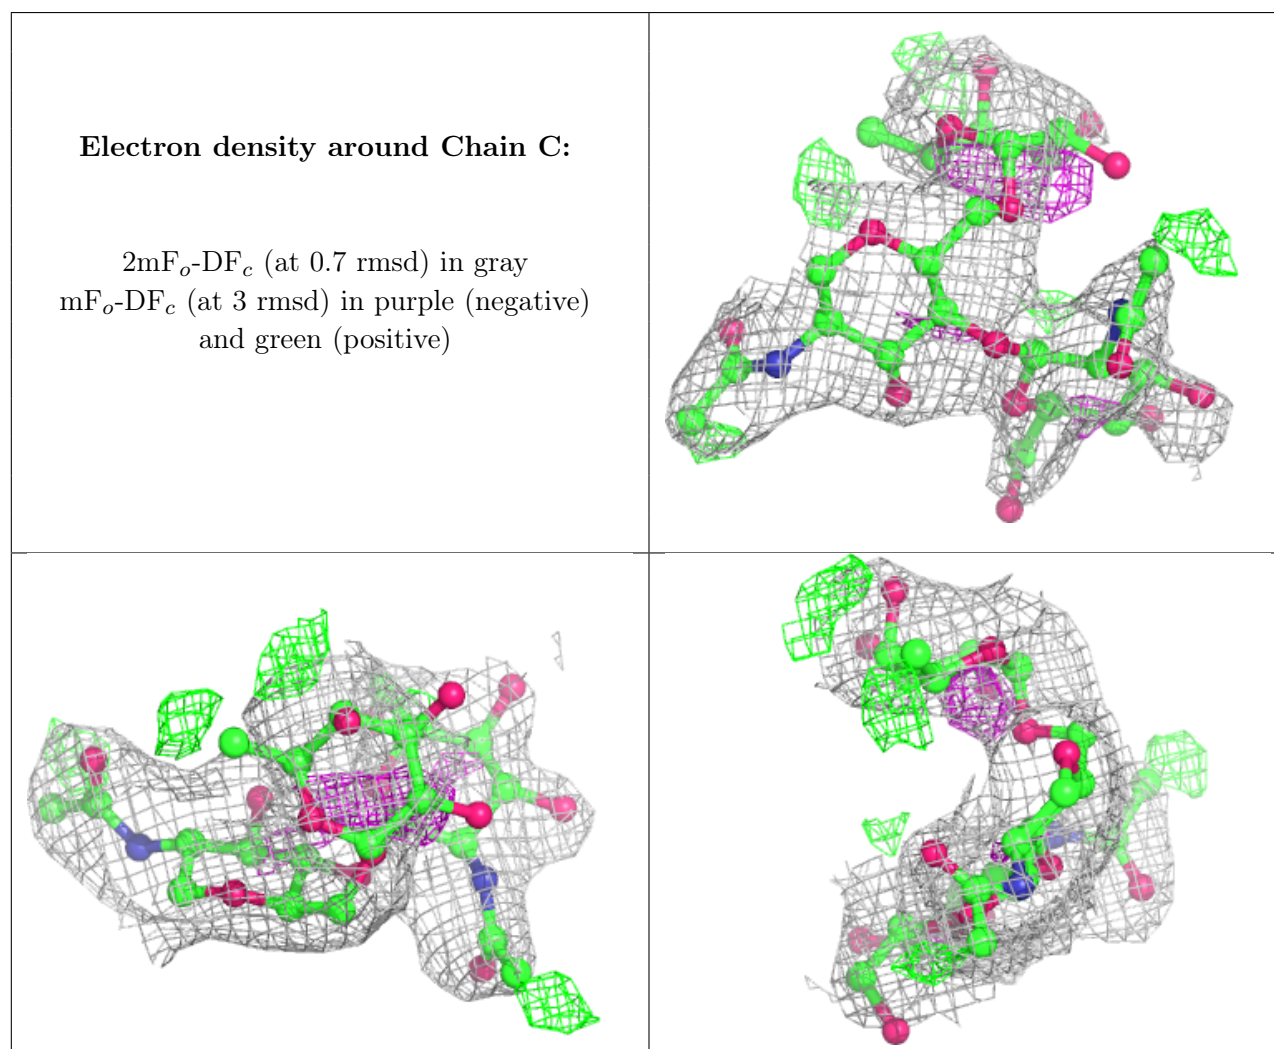 Electron density around Chain C:
2mFo-DFc (at 0.7 rmsd) in gray
mFo-DFc (at 3 rmsd) in purple (negative)
and green (positive)